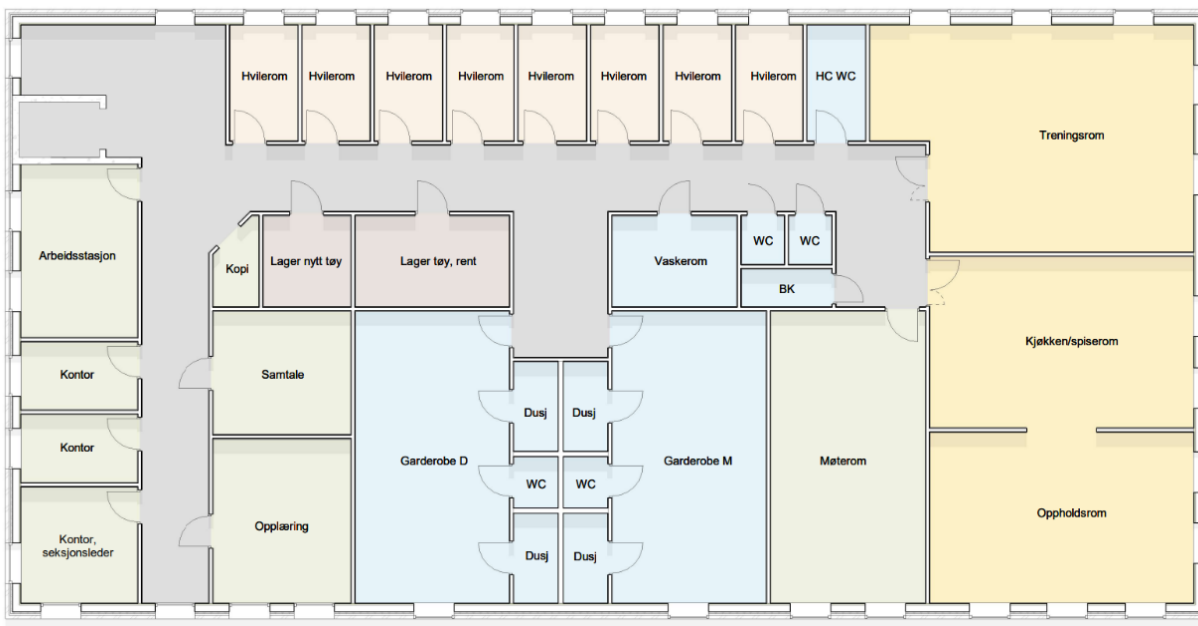 Hvilerom
Hvilerom
Hvilerom
Hvilerom
Hvilerom
Hvilerom
Hvilerom
Hvilerom
HC WC
Treningsrom
Arbeidsstasjon
Kopi
Lager nytt tøy
Lager tøy, rent
Vaskerom
WC
WC
BK
Kjøkken/spiserom
Kontor
Samtale
Dusj
Dusj
Kontor
Garderobe D
WC
WC
Garderobe M
Møterom
Oppholdsrom
Kontor,
seksjonsleder
Opplæring
Dusj
Dusj